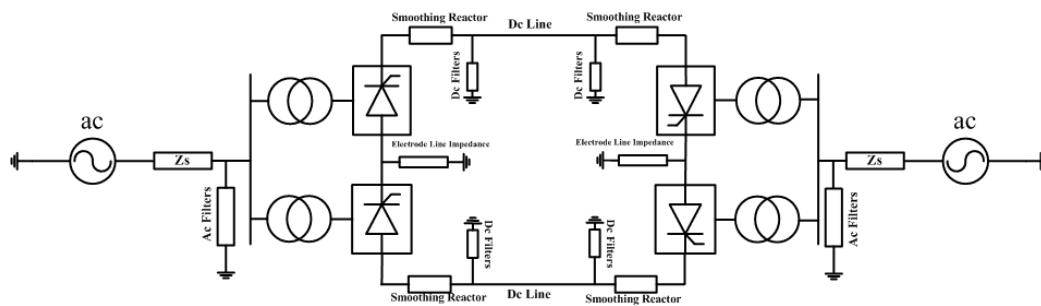 Smoothing Reactor
Dc Line
Smoothing Reactor
Dc Filters
Dc Filters
ac
ac
Electrode Line Impedance
Electrode Line Impedance
Zs
Zs
Ac Filters
Ac Filters
Dc Filters
Dc Filters
Smoothing Reactor
Dc Line
Smoothing Reactor